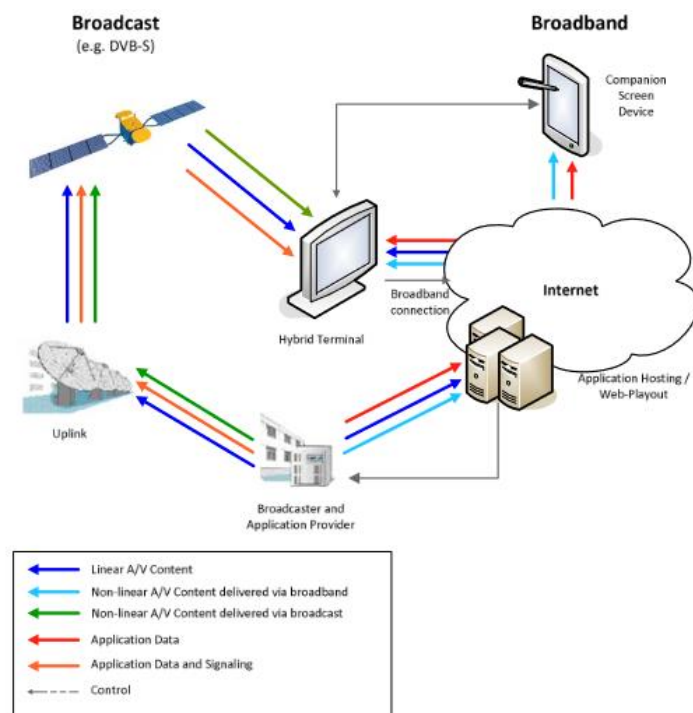 Broadcast
(e.g. DVB-S)
Broadband
Companion
Screen
Device
Hybrid Terminal
Broadband
connection
Internet
Application Hosting /
Web-Playout
Uplink
Broadcaster and
Application Provider
Linear A/V Content
Non-linear A/V Content delivered via broadband
Non-linear A/V Content delivered via broadcast
Application Data
Application Data and Signaling
Control